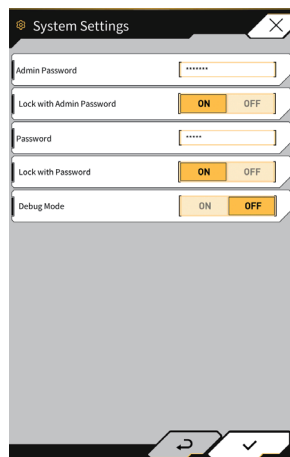 System Settings
Admin Password
•••••••
Lock with Admin Password
ON OFF
Password
•••••
Lock with Password
ON OFF
Debug Mode
ON OFF